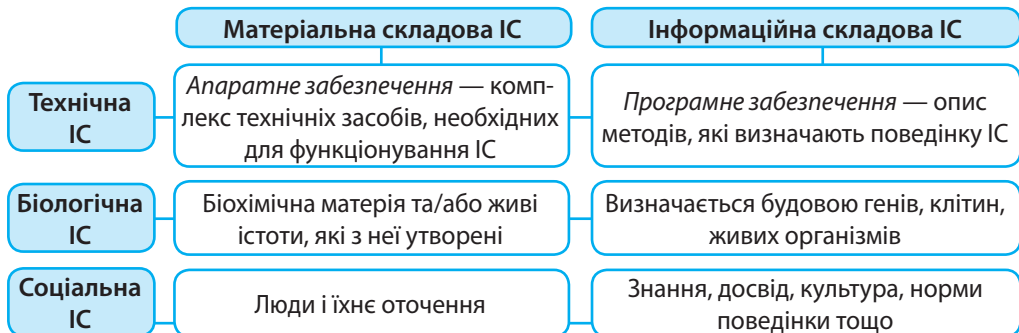 Матеріальна складова ІС
Інформаційна складова ІС
Технічна
ІС
Апаратне забезпечення — комп-
лекс технічніх засобів, необхідних
для функціонування ІС
Програмне забезпечення — опис
методів, які визначають поведінку ІС
Біологічна
ІС
Біохімічна матерія та/або живі
істоти, які з неї утворені
Визначається будовою генів, клітин,
живих організмів
Соціальна
ІС
Люди і їхнє оточення
Знання, досвід, культура, норми
поведінки тощо